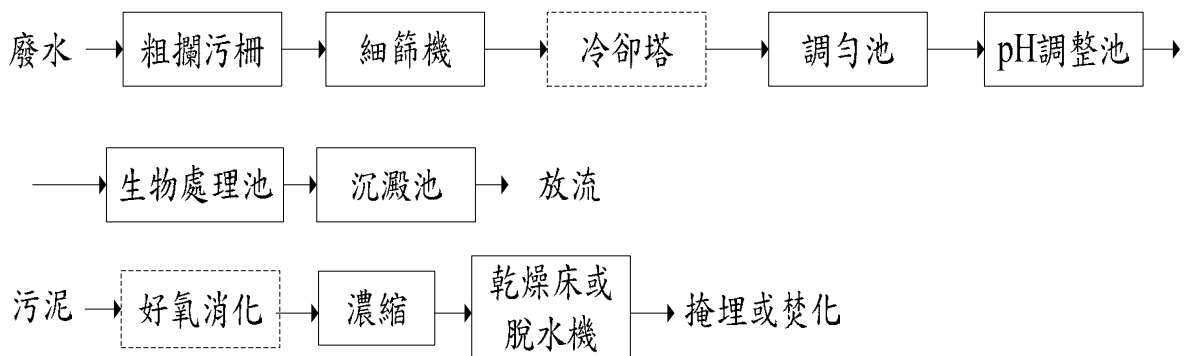 廢水 粗攔污柵 細篩機 冷卻塔 調勻池 pH調整池
生物處理池 沉澱池 放流
污泥 好氧消化 濃縮 乾燥床或 掩埋或焚化
脫水機